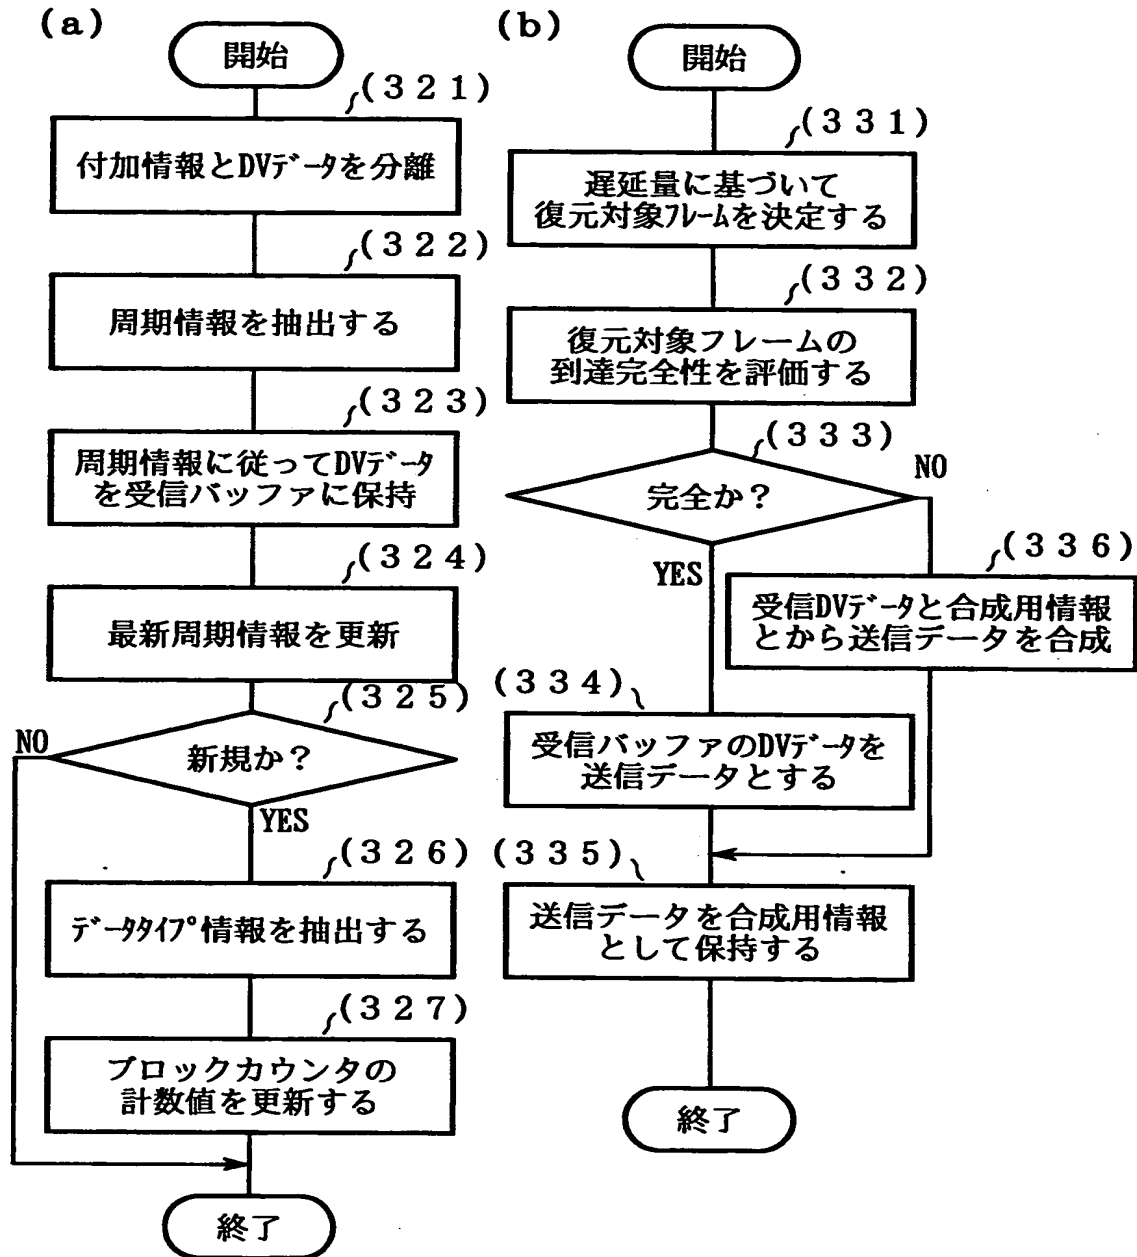 (a)
開始
(321)
付加情報とDVデータを分離
(322)
周期情報を抽出する
(323)
周期情報に従ってDVデータ
を受信バッファに保持
(324)
最新周期情報を更新
(325)
新規か?
NO
YES
(326)
データタイプ情報を抽出する
(327)
ブロックカウンタの
計数値を更新する
終了
(b)
開始
(331)
遅延量に基づいて
復元対象フレームを決定する
(332)
復元対象フレームの
到達完全性を評価する
(333)
完全か?
NO
YES
(336)
受信DVデータと合成用情報
とから送信データを合成
(334)
受信バッファのDVデータを
送信データとする
(335)
送信データを合成用情報
として保持する
終了